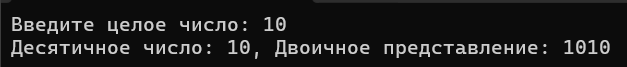 Введите целое число: 10
Десятичное число: 10, Двоичное представление: 1010